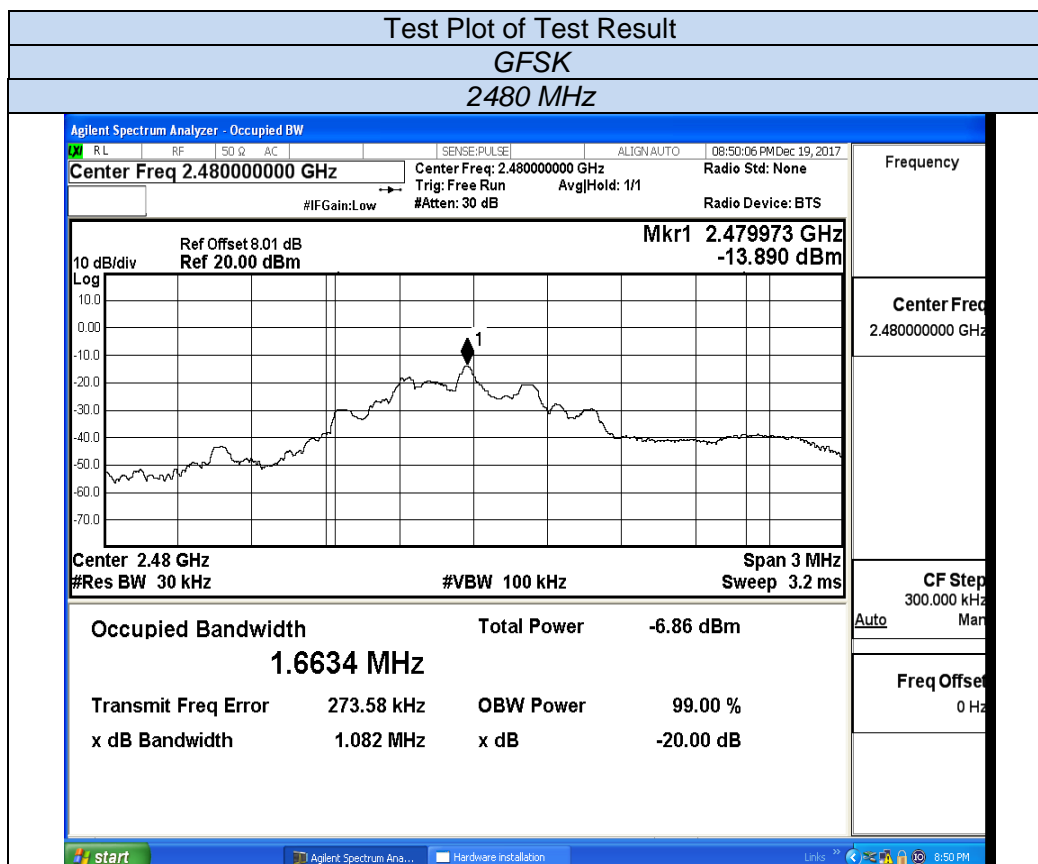 Test Plot of Test Result
GFSK
2480 MHz
Agilent Spectrum Analyzer - Occupied BW
LXI RL RF 50 Ω AC SENSE:PULSE ALIGN AUTO 08:50:06 PM Dec 19, 2017
Center Freq 2.480000000 GHz
Center Freq: 2.480000000 GHz Radio Std: None
Trig: Free Run Avg|Hold: 1/1
#IFGain:Low #Atten: 30 dB Radio Device: BTS
Frequency
Mkr1 2.479973 GHz
-13.890 dBm
Ref Offset 8.01 dB
10 dB/div Ref 20.00 dBm
Log
10.0
0.00
-10.0
-20.0
-30.0
-40.0
-50.0
-60.0
-70.0
1
Center Freq
2.480000000 GHz
Center 2.48 GHz Span 3 MHz
#Res BW 30 kHz #VBW 100 kHz Sweep 3.2 ms
CF Step
300.000 kHz
Auto Man
Occupied Bandwidth Total Power -6.86 dBm
1.6634 MHz
Transmit Freq Error 273.58 kHz OBW Power 99.00 %
x dB Bandwidth 1.082 MHz x dB -20.00 dB
Freq Offset
0 Hz
start Agilent Spectrum Ana... Hardware installation Links » 8:50 PM